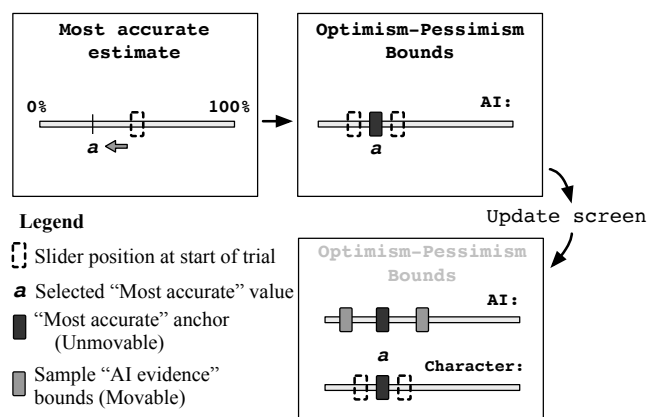 Most accurate
estimate
0%
100%
a
Optimism-Pessimism
Bounds
AI:
a
Update screen
Legend
Slider position at start of trial
a Selected “Most accurate” value
“Most accurate” anchor
(Unmovable)
Sample “AI evidence”
bounds (Movable)
Optimism-Pessimism
Bounds
AI:
a
Character: